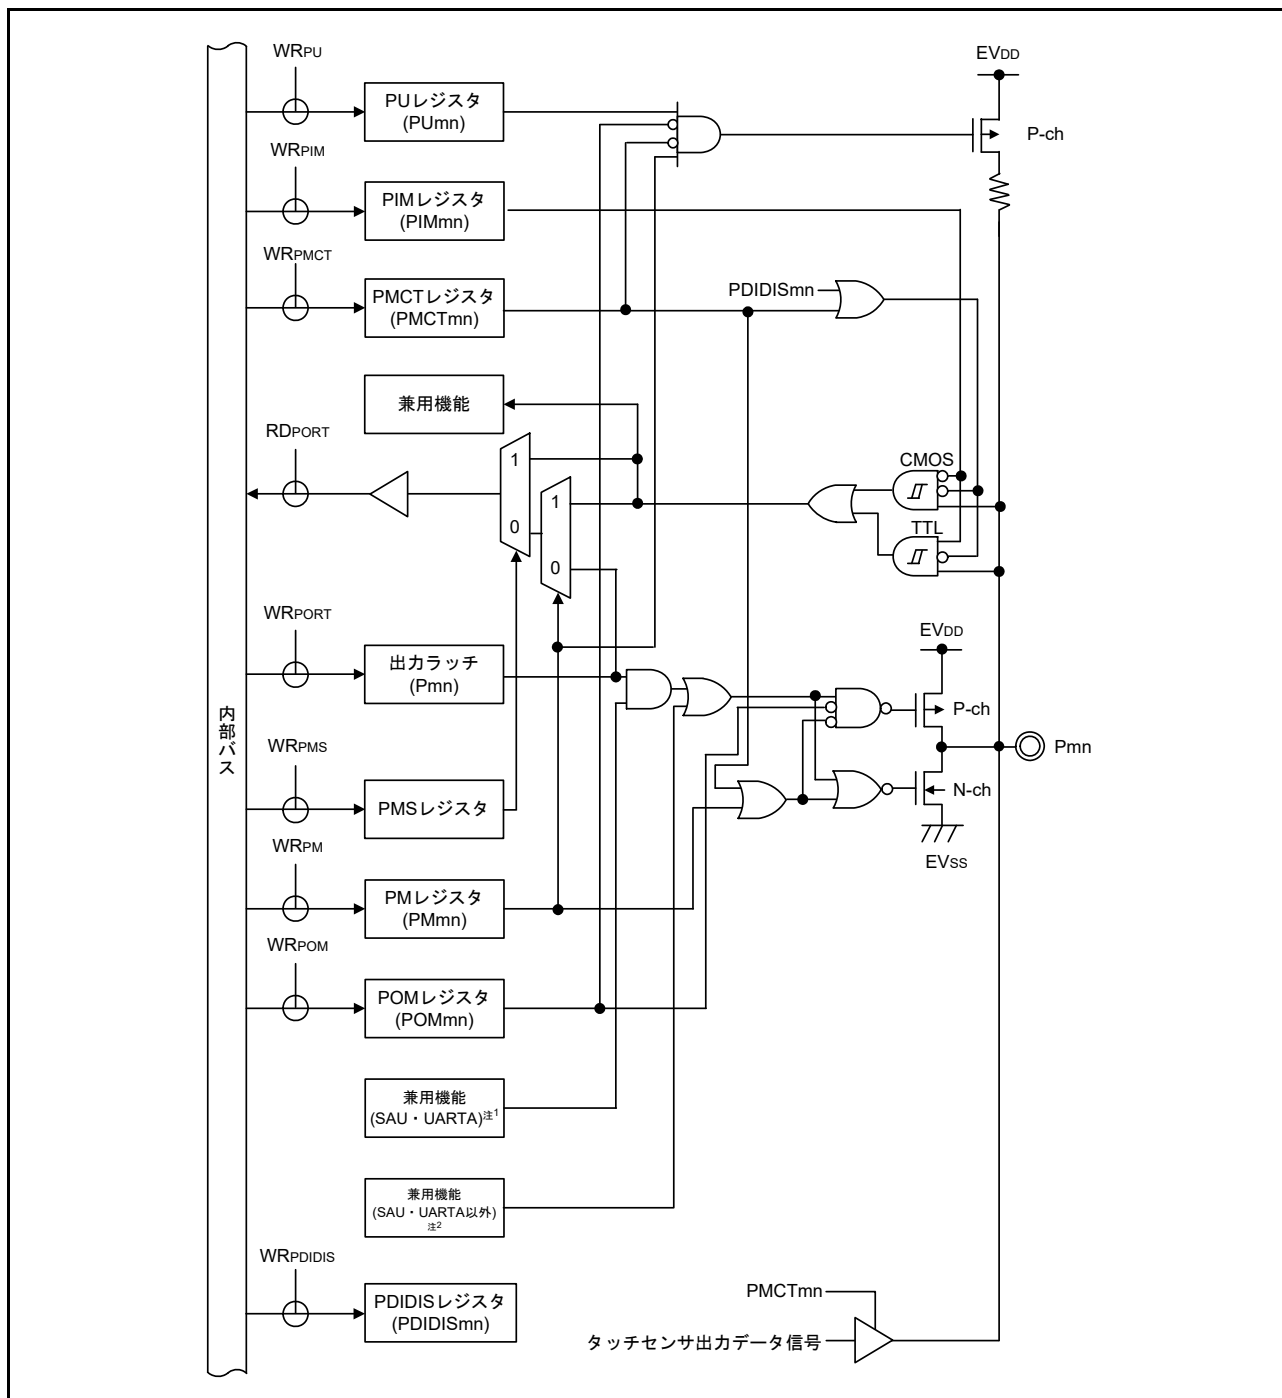 WRPU
EVDD
PUレジスタ
(PUmn)
P-ch
WRPIM
PIMレジスタ
(PIMmn)
WRPMCT
PMCTレジスタ
(PMCTmn)
PDIDISmn
兼用機能
RDPORT
1
0
1
0
CMOS
TTL
WRPORT
出力ラッチ
(Pmn)
EVDD
P-ch
内部バス
WRPMS
Pmn
PMSレジスタ
N-ch
WRPM
EVSS
PMレジスタ
(PMmn)
WRPOM
POMレジスタ
(POMmn)
兼用機能
(SAU・UARTA)注1
兼用機能
(SAU・UARTA以外)
注2
WRPDIDIS
PDIDISレジスタ
(PDIDISmn)
PMCTmn
タッチセンサ出力データ信号